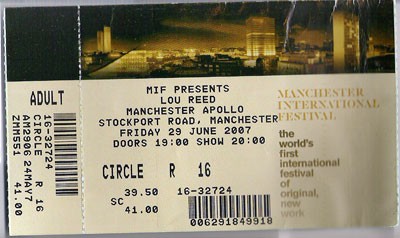 ADULT
16-32724
CIRCLE R 16
AM2906 24MAY7
ZMM5S1 41.00
MIF PRESENTS
LOU REED
MANCHESTER APOLLO
STOCKPORT ROAD, MANCHESTER
FRIDAY 29 JUNE 2007
DOORS 19:00 SHOW 20:00
CIRCLE R 16
39.50 16-32724
SC 41.00
006291849918
MANCHESTER
INTERNATIONAL
FESTIVAL
the
world's
first
international
festival
of
original,
new
work